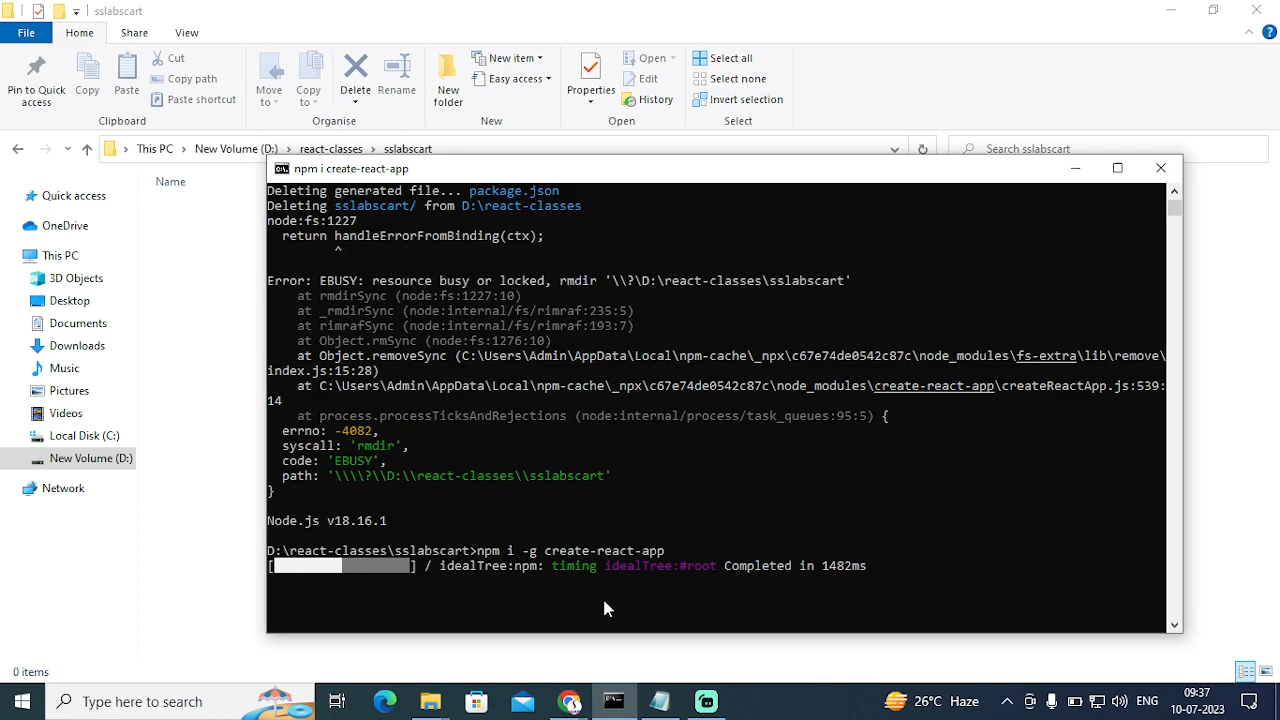 sslabscart
File Home Share View
Pin to Quick access
Copy
Paste
Cut
Copy path
Paste shortcut
Clipboard
Move to
Copy to
Delete
Rename
Organise
New folder
New item
Easy access
New
Properties
Open
Edit
History
Open
Select all
Select none
Invert selection
Select
This PC › New Volume (D:) › react-classes › sslabscart
Search sslabscart
Name
Quick access
OneDrive
This PC
3D Objects
Desktop
Documents
Downloads
Music
Pictures
Videos
Local Disk (C:)
New Volume (D:)
Network
0 items
npm i create-react-app
Deleting generated file... package.json
Deleting sslabscart/ from D:\react-classes
node:fs:1227
return handleErrorFromBinding(ctx);
^
Error: EBUSY: resource busy or locked, rmdir '\\?\D:\react-classes\sslabscart'
at rmdirSync (node:fs:1227:10)
at _rmdirSync (node:internal/fs/rimraf:235:5)
at rimrafSync (node:internal/fs/rimraf:193:7)
at Object.rmSync (node:fs:1276:10)
at Object.removeSync (C:\Users\Admin\AppData\Local\npm-cache\_npx\c67e74de0542c87c\node_modules\fs-extra\lib\remove\
index.js:15:28)
at C:\Users\Admin\AppData\Local\npm-cache\_npx\c67e74de0542c87c\node_modules\create-react-app\createReactApp.js:539:
14
at process.processTicksAndRejections (node:internal/process/task_queues:95:5) {
errno: -4082,
syscall: 'rmdir',
code: 'EBUSY',
path: '\\\\?\\D:\\react-classes\\sslabscart'
}
Node.js v18.16.1
D:\react-classes\sslabscart>npm i -g create-react-app
[ ] / idealTree:npm: timing idealTree:#root Completed in 1482ms
Type here to search
26°C Haze
ENG
09:37
10-07-2023